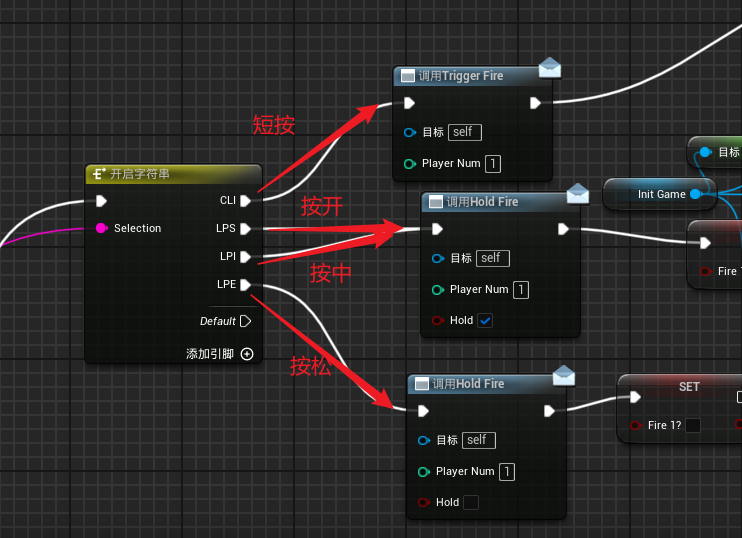 调用Trigger Fire
目标 self
Player Num 1
短按
开启字符串
CLI
Selection
LPS
LPI
LPE
Default
添加引脚
按开
按中
按松
调用Hold Fire
目标 self
Player Num 1
Hold
目标
Init Game
Fire 1
调用Hold Fire
目标 self
Player Num 1
Hold
SET
Fire 1?